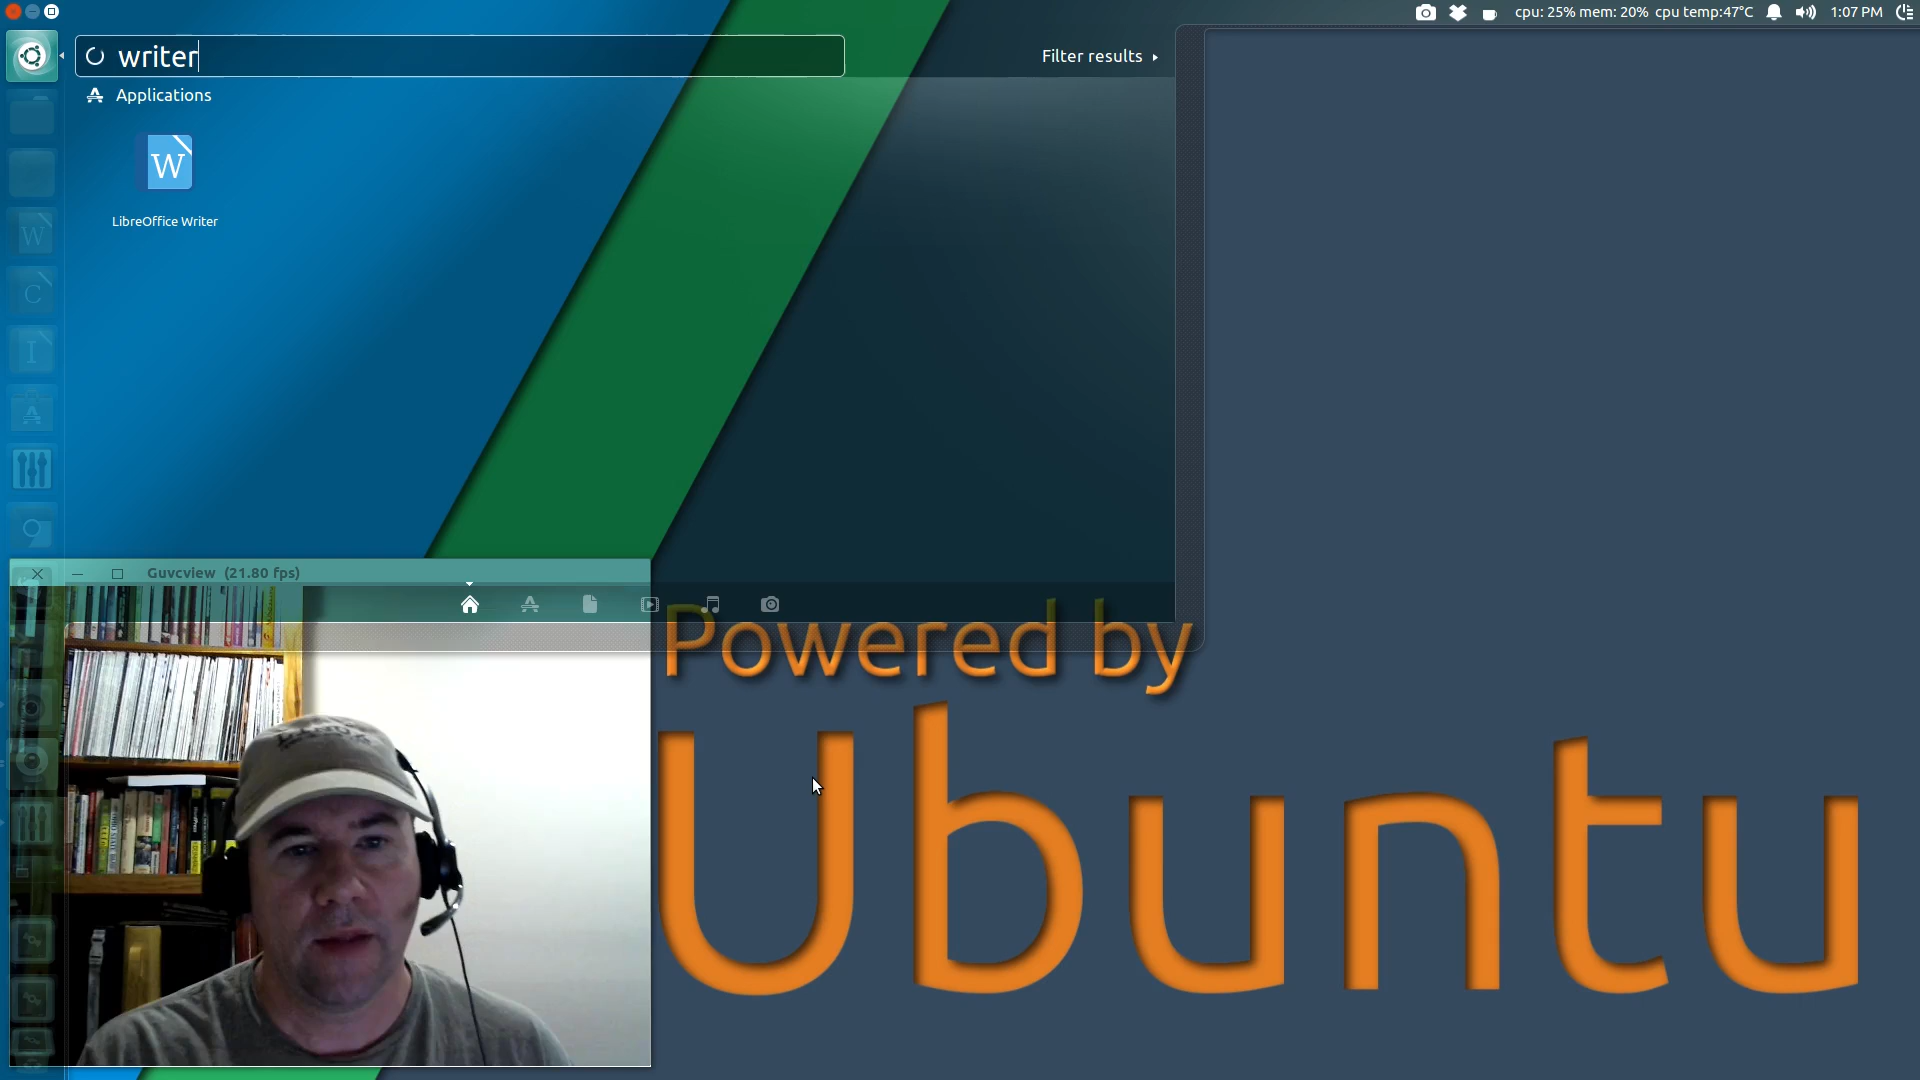 cpu: 25% mem: 20% cpu temp:47°C
1:07 PM
writer
Filter results
Applications
W
LibreOffice Writer
W
C
I
Guvcview (21.80 fps)
Powered by
Ubuntu
LINUX